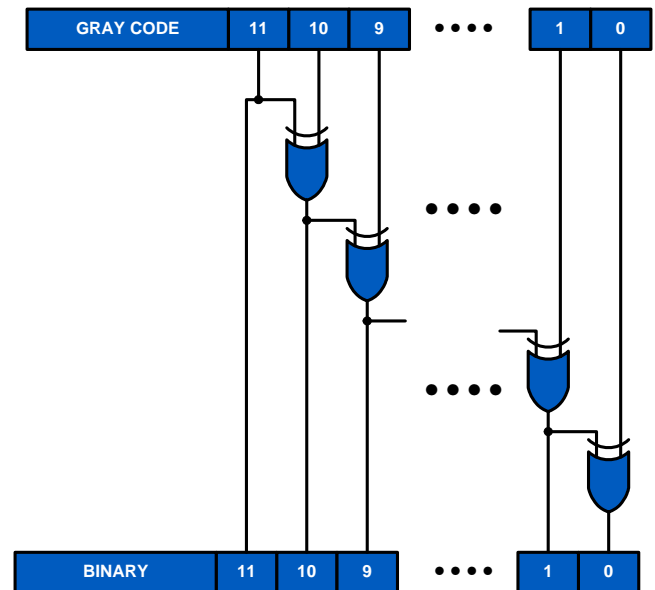 GRAY CODE 11 10 9 •••• 1 0
BINARY 11 10 9 •••• 1 0